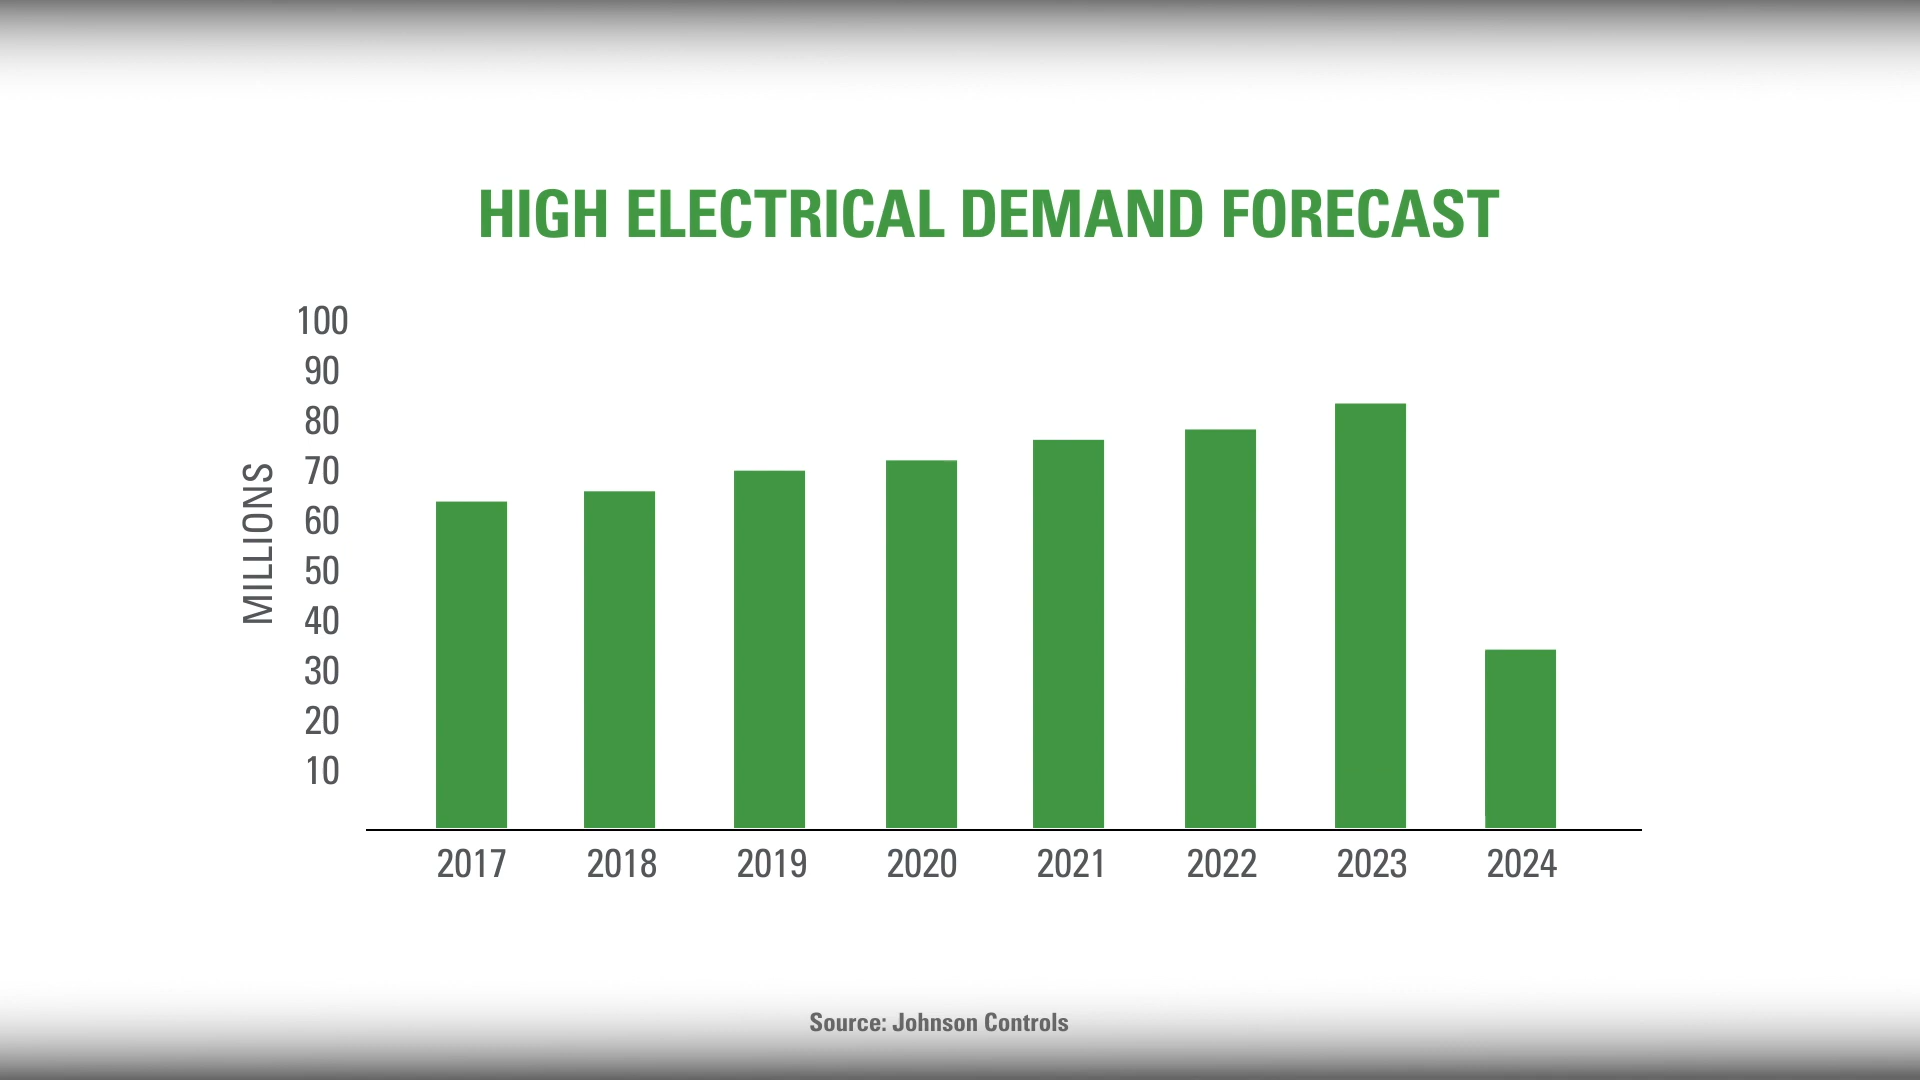 HIGH ELECTRICAL DEMAND FORECAST
100
90
80
70
60
50
40
30
20
10
MILLIONS
2017 2018 2019 2020 2021 2022 2023 2024
Source: Johnson Controls